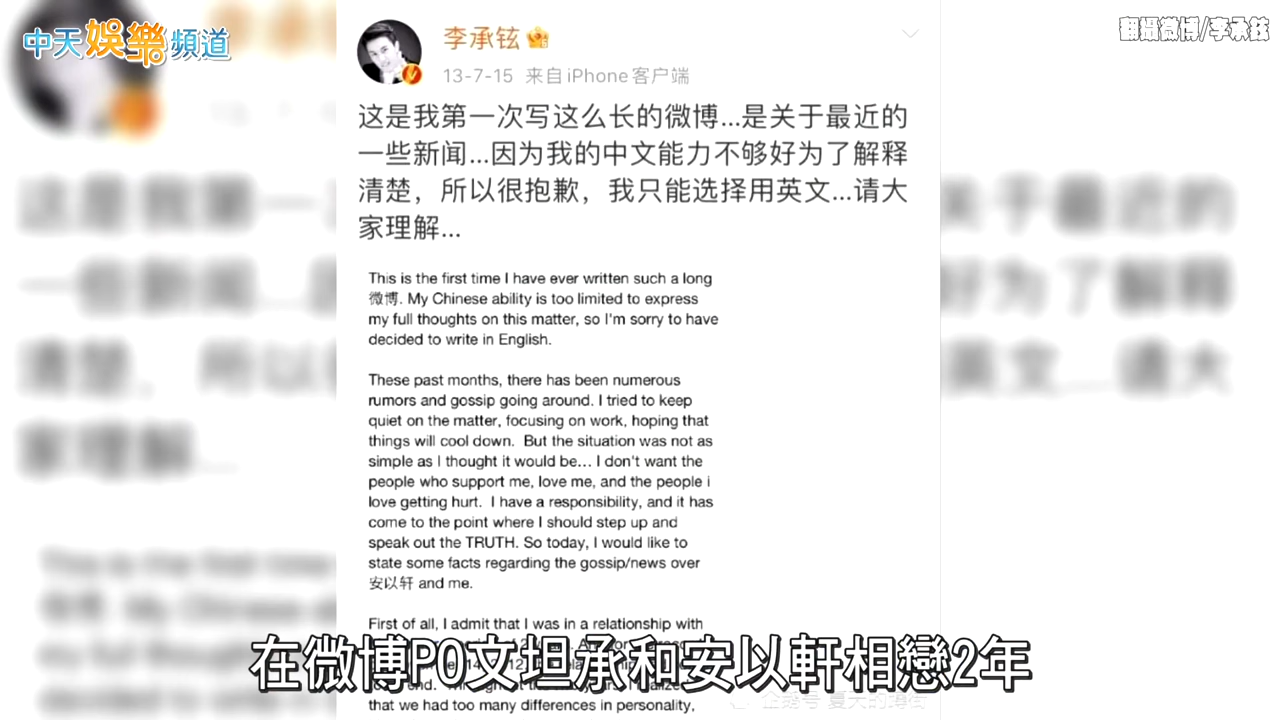 中天娛樂頻道
翻攝微博/李承鉉
李承铉
13-7-15 来自iPhone客户端
这是我第一次写这么长的微博...是关于最近的
一些新闻...因为我的中文能力不够好为了解释
清楚，所以很抱歉，我只能选择用英文...请大
家理解...
This is the first time I have ever written such a long
微博. My Chinese ability is too limited to express
my full thoughts on this matter, so I'm sorry to have
decided to write in English.
These past months, there has been numerous
rumors and gossip going around. I tried to keep
quiet on the matter, focusing on work, hoping that
things will cool down. But the situation was not as
simple as I thought it would be... I don't want the
people who support me, love me, and the people i
love getting hurt. I have a responsibility, and it has
come to the point where I should step up and
speak out the TRUTH. So today, I would like to
state some facts regarding the gossip/news over
安以轩 and me.
First of all, I admit that I was in a relationship with
在微博PO文坦承和安以軒相戀2年
that we had too many differences in personality,